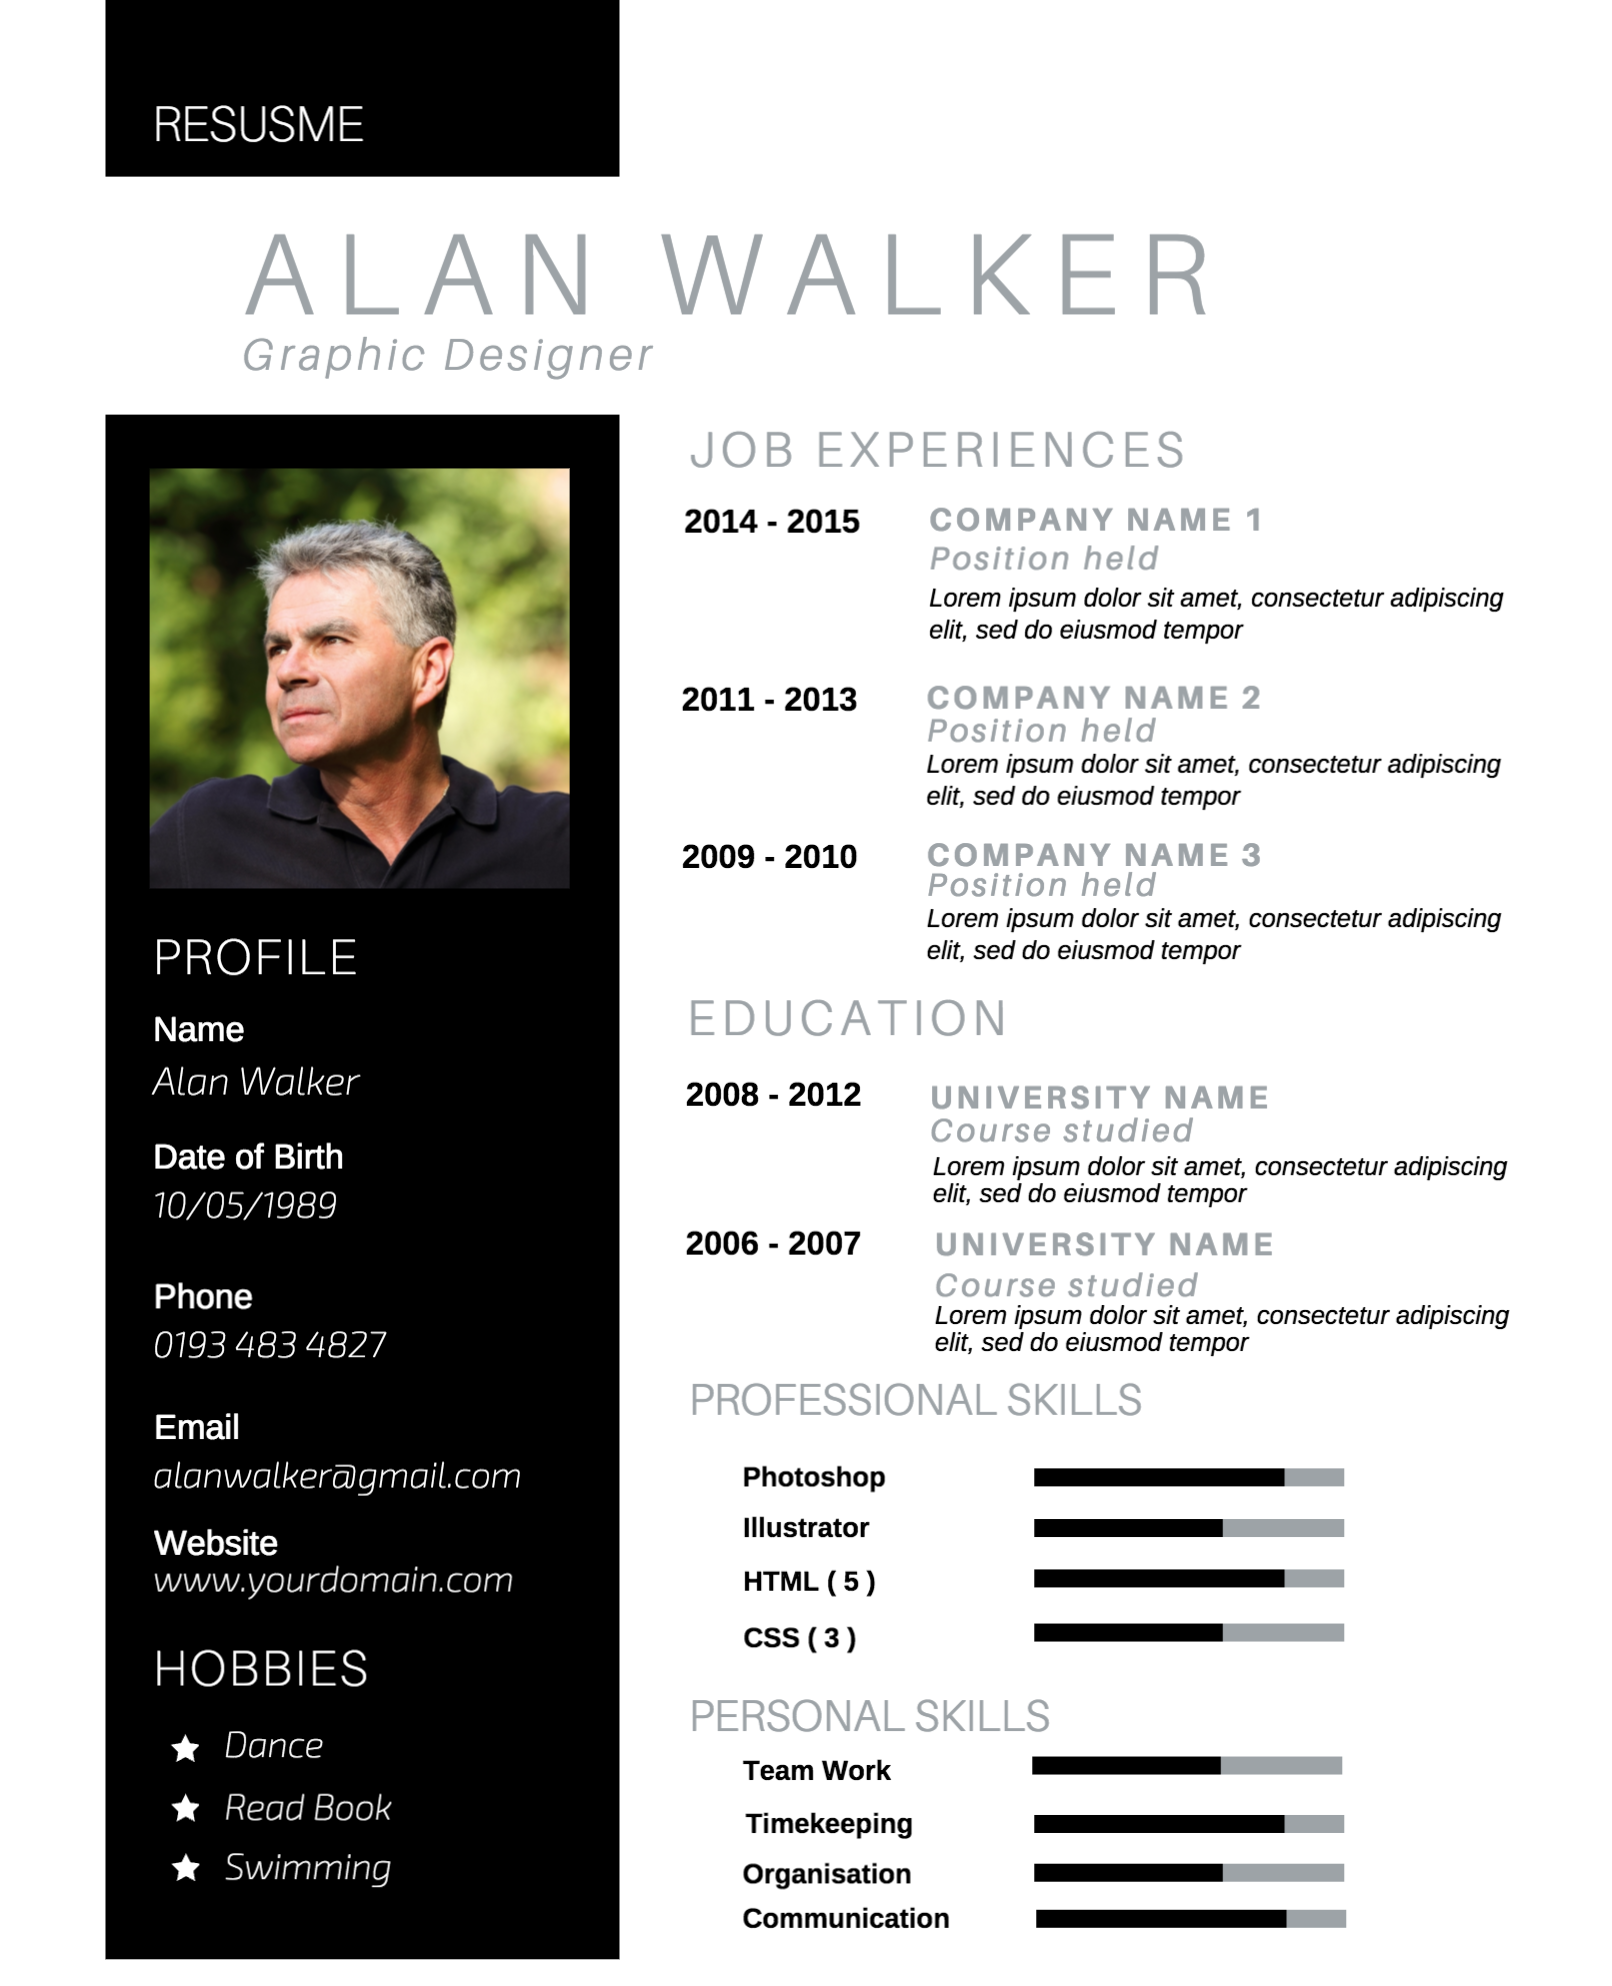 RESUSME
ALAN WALKER
Graphic Designer
PROFILE
Name
Alan Walker
Date of Birth
10/05/1989
Phone
0193 483 4827
Email
alanwalker@gmail.com
Website
www.yourdomain.com
HOBBIES
Dance
Read Book
Swimming
JOB EXPERIENCES
2014 - 2015
COMPANY NAME 1
Position held
Lorem ipsum dolor sit amet, consectetur adipiscing
elit, sed do eiusmod tempor
2011 - 2013
COMPANY NAME 2
Position held
Lorem ipsum dolor sit amet, consectetur adipiscing
elit, sed do eiusmod tempor
2009 - 2010
COMPANY NAME 3
Position held
Lorem ipsum dolor sit amet, consectetur adipiscing
elit, sed do eiusmod tempor
EDUCATION
2008 - 2012
UNIVERSITY NAME
Course studied
Lorem ipsum dolor sit amet, consectetur adipiscing
elit, sed do eiusmod tempor
2006 - 2007
UNIVERSITY NAME
Course studied
Lorem ipsum dolor sit amet, consectetur adipiscing
elit, sed do eiusmod tempor
PROFESSIONAL SKILLS
Photoshop
Illustrator
HTML ( 5 )
CSS ( 3 )
PERSONAL SKILLS
Team Work
Timekeeping
Organisation
Communication